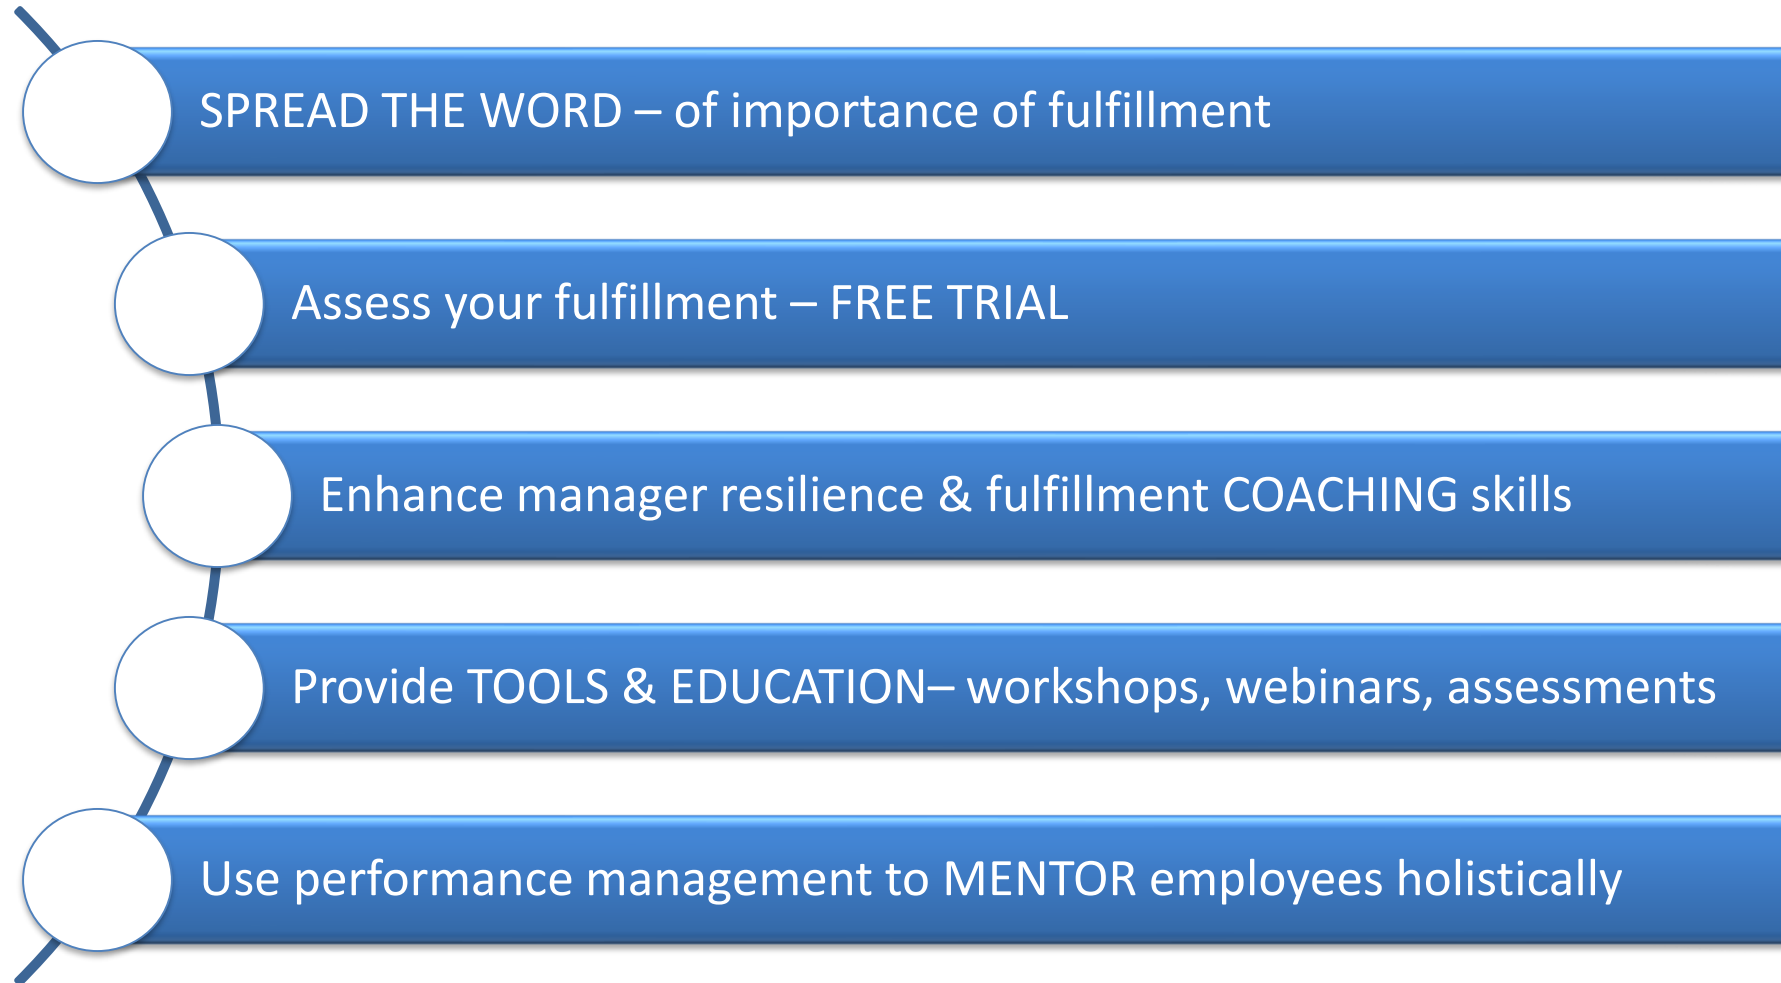 SPREAD THE WORD – of importance of fulfillment
Assess your fulfillment – FREE TRIAL
Enhance manager resilience & fulfillment COACHING skills
Provide TOOLS & EDUCATION– workshops, webinars, assessments
Use performance management to MENTOR employees holistically